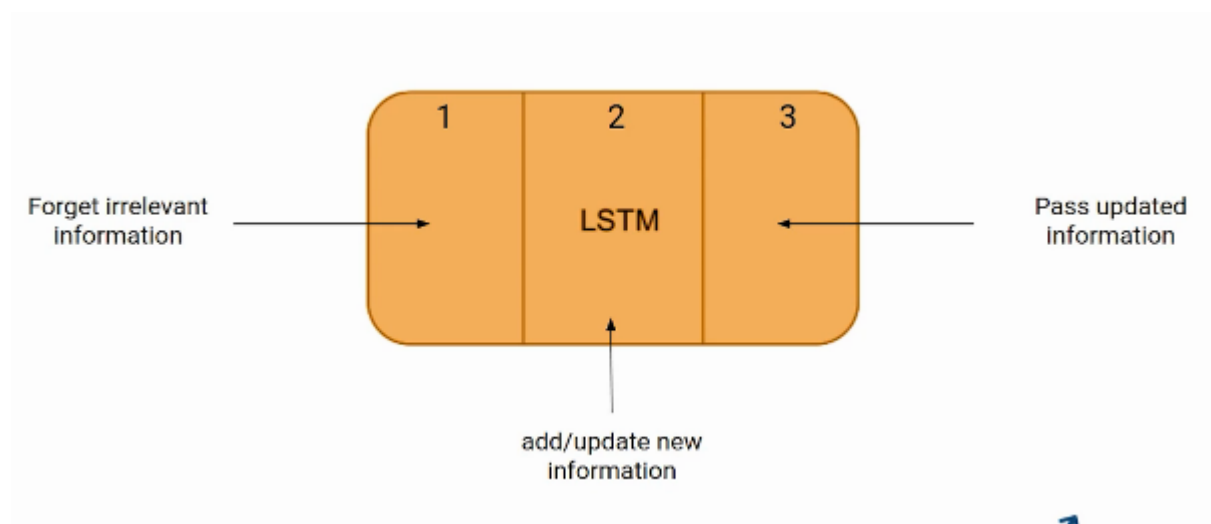 1
2
3
Forget irrelevant
information
LSTM
Pass updated
information
add/update new
information